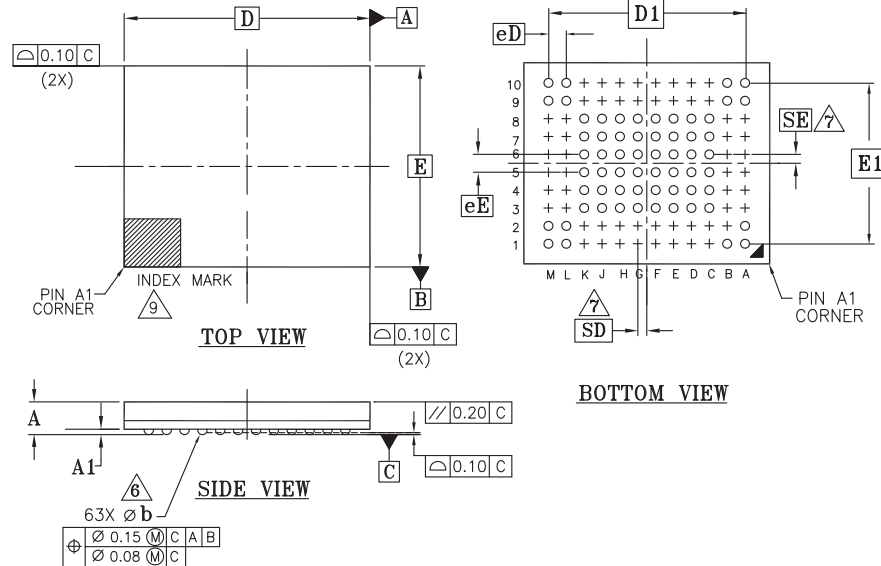 D
A
⌓ 0.10 C
(2X)
E
INDEX MARK
PIN A1
CORNER
9
B
⌓ 0.10 C
(2X)
TOP VIEW
D1
eD
10
9
8
7
6
5
4
3
2
1
SE 7
E1
eE
M L K J H G F E D C B A
7
SD
PIN A1
CORNER
BOTTOM VIEW
A
A1
// 0.20 C
C
⌓ 0.10 C
6
SIDE VIEW
63X Ø b
⌖ Ø 0.15 Ⓜ C A B
Ø 0.08 Ⓜ C